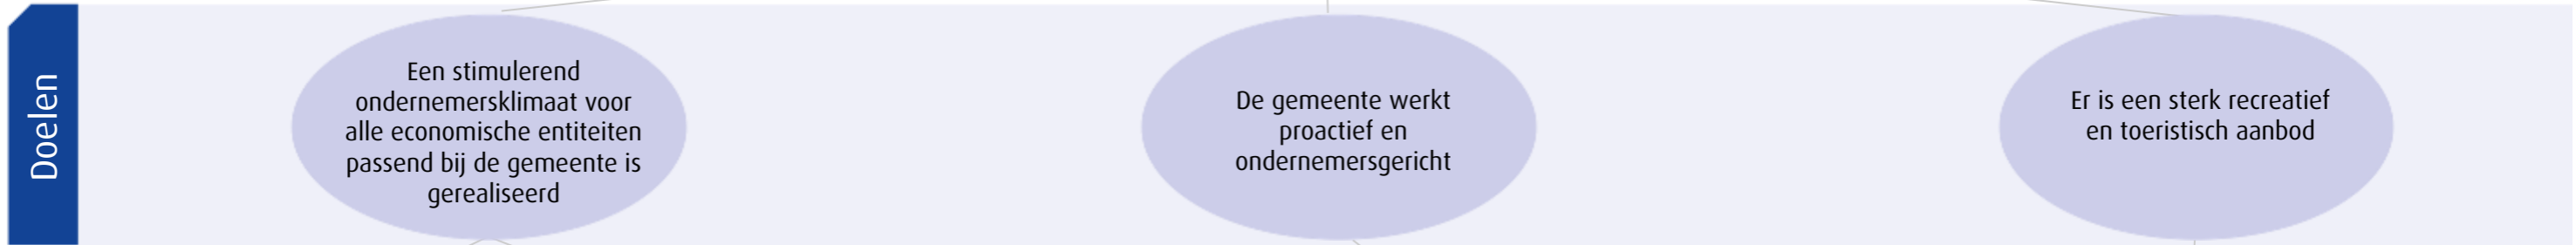 Doelen
Een stimulerend
ondernemersklimaat voor
alle economische entiteiten
passend bij de gemeente is
gerealiseerd
De gemeente werkt
proactief en
ondernemersgericht
Er is een sterk recreatief
en toeristisch aanbod